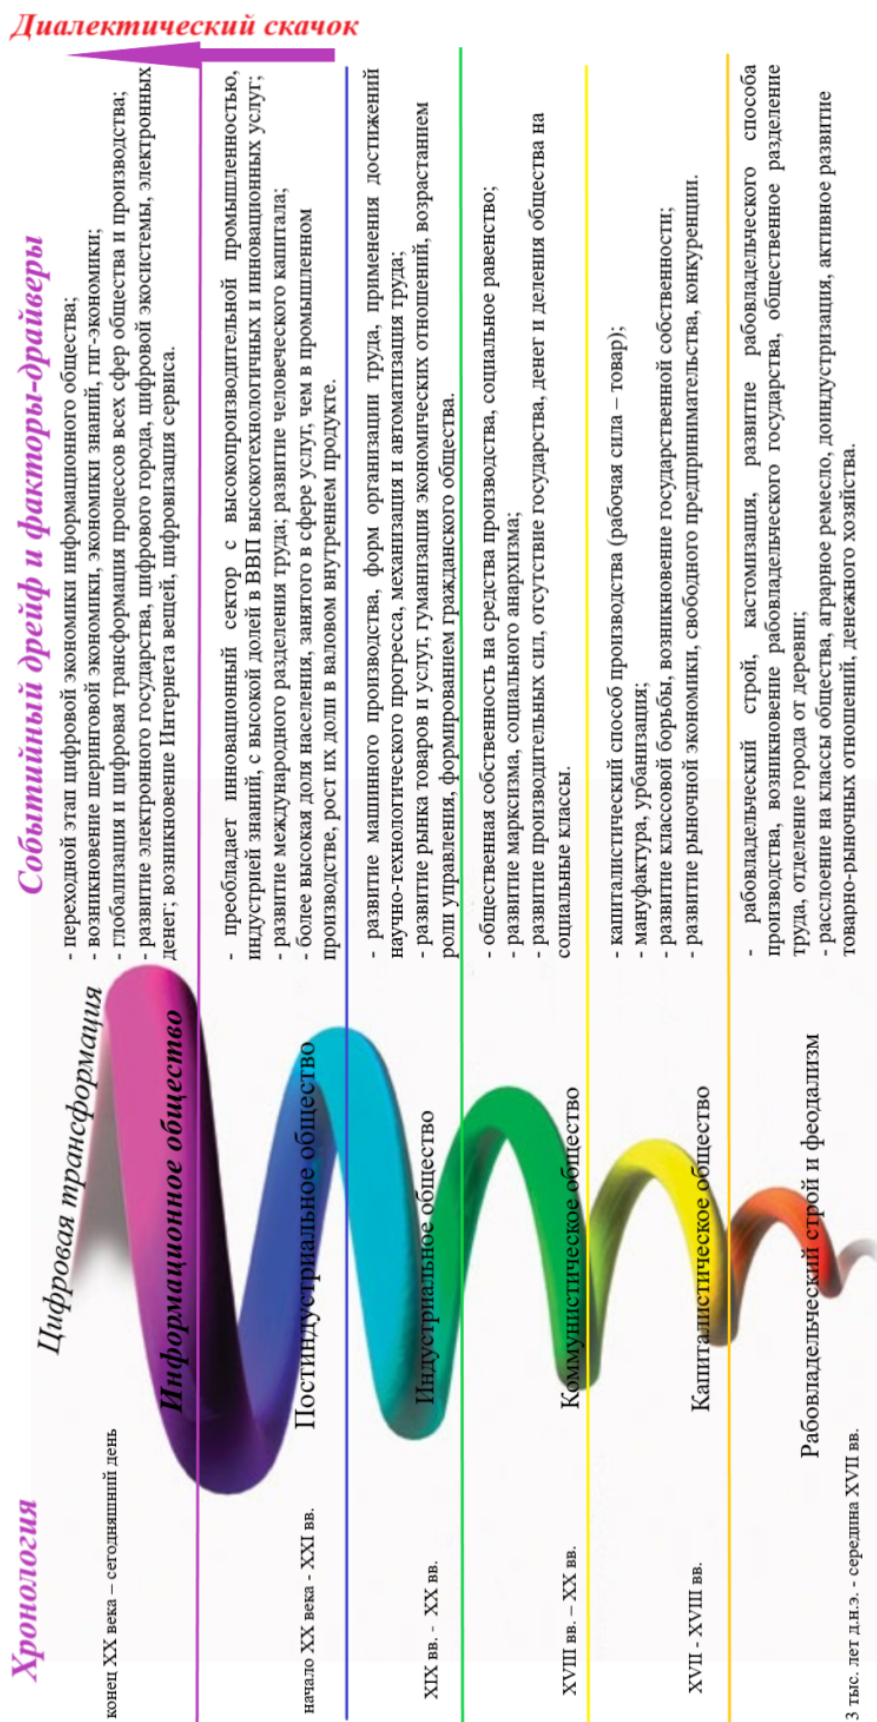 Диалектический скачок
Хронология
Событийный дрейф и факторы-драйверы
Цифровая трансформация
конец XX века – сегодняшний день
Информационное общество
- переходной этап цифровой экономики информационного общества;
- возникновение шеринговой экономики, экономики знаний, гиг-экономики;
- глобализация и цифровая трансформация процессов всех сфер общества и производства;
- развитие электронного государства, цифрового города, цифровой экосистемы, электронных
денег; возникновение Интернета вещей, цифровизация сервиса.
начало XX века - XXI вв.
Постиндустриальное общество
- преобладает инновационный сектор с высокопроизводительной промышленностью,
индустрией знаний, с высокой долей в ВВП высокотехнологичных и инновационных услуг;
- развитие международного разделения труда; развитие человеческого капитала;
- более высокая доля населения, занятого в сфере услуг, чем в промышленном
производстве, рост их доли в валовом внутреннем продукте.
XIX вв. - XX вв.
Индустриальное общество
- развитие машинного производства, форм организации труда, применения достижений
научно-технологического прогресса, механизация и автоматизация труда;
- развитие рынка товаров и услуг, гуманизация экономических отношений, возрастанием
роли управления, формированием гражданского общества.
XVIII вв. – XX вв.
Коммунистическое общество
- общественная собственность на средства производства, социальное равенство;
- развитие марксизма, социального анархизма;
- развитие производительных сил, отсутствие государства, денег и деления общества на
социальные классы.
XVII - XVIII вв.
Капиталистическое общество
- капиталистический способ производства (рабочая сила – товар);
- мануфактура, урбанизация;
- развитие классовой борьбы, возникновение государственной собственности;
- развитие рыночной экономики, свободного предпринимательства, конкуренции.
3 тыс. лет д.н.э. - середина XVII вв.
Рабовладельческий строй и феодализм
- рабовладельческий строй, кастомизация, развитие рабовладельческого способа
производства, возникновение рабовладельческого государства, общественное разделение
труда, отделение города от деревни;
- расслоение на классы общества, аграрное ремесло, доиндустризация, активное развитие
товарно-рыночных отношений, денежного хозяйства.